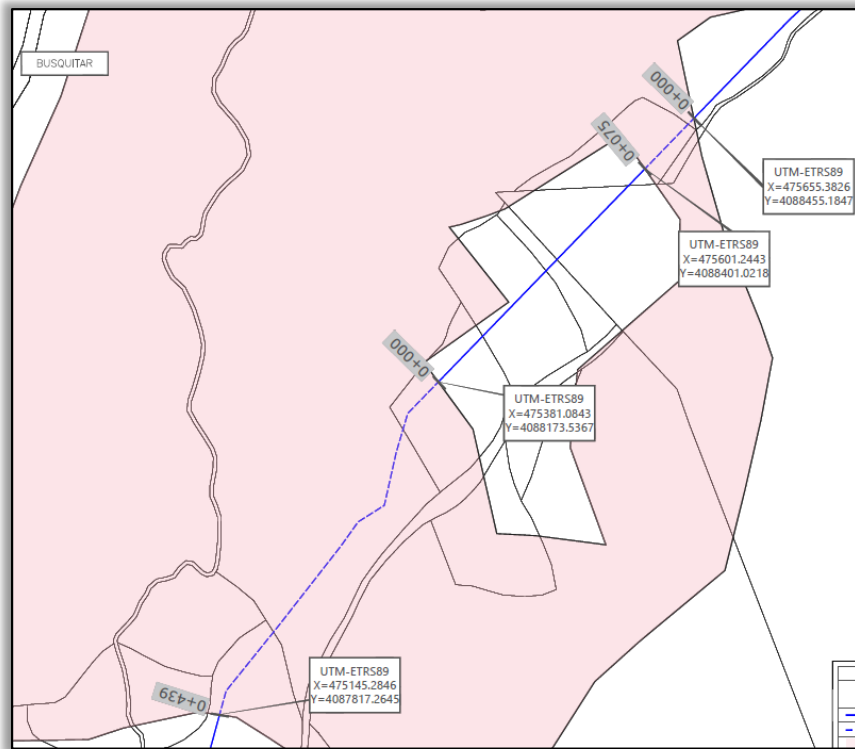 BUSQUITAR
0+000
0+075
UTM-ETRS89
X=475655.3826
Y=4088455.1847
UTM-ETRS89
X=475601.2443
Y=4088401.0218
0+000
UTM-ETRS89
X=475381.0843
Y=4088173.5367
UTM-ETRS89
X=475145.2846
Y=4087817.2645
0+439